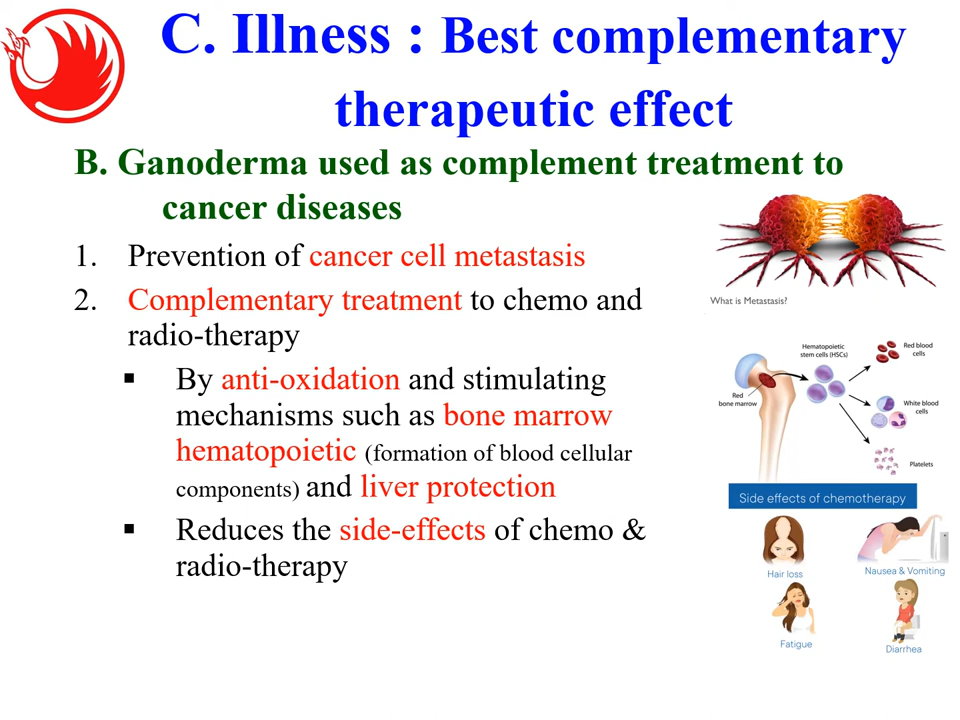 C. Illness : Best complementary
therapeutic effect
B. Ganoderma used as complement treatment to
cancer diseases
1. Prevention of cancer cell metastasis
2. Complementary treatment to chemo and
radio-therapy
▪ By anti-oxidation and stimulating
mechanisms such as bone marrow
hematopoietic (formation of blood cellular
components) and liver protection
▪ Reduces the side-effects of chemo &
radio-therapy
What is Metastasis?
Hematopoietic
stem cells (HSCs)
Red blood
cells
Red
bone marrow
White blood
cells
Platelets
Side effects of chemotherapy
Hair loss
Nausea & Vomiting
Fatigue
Diarrhea